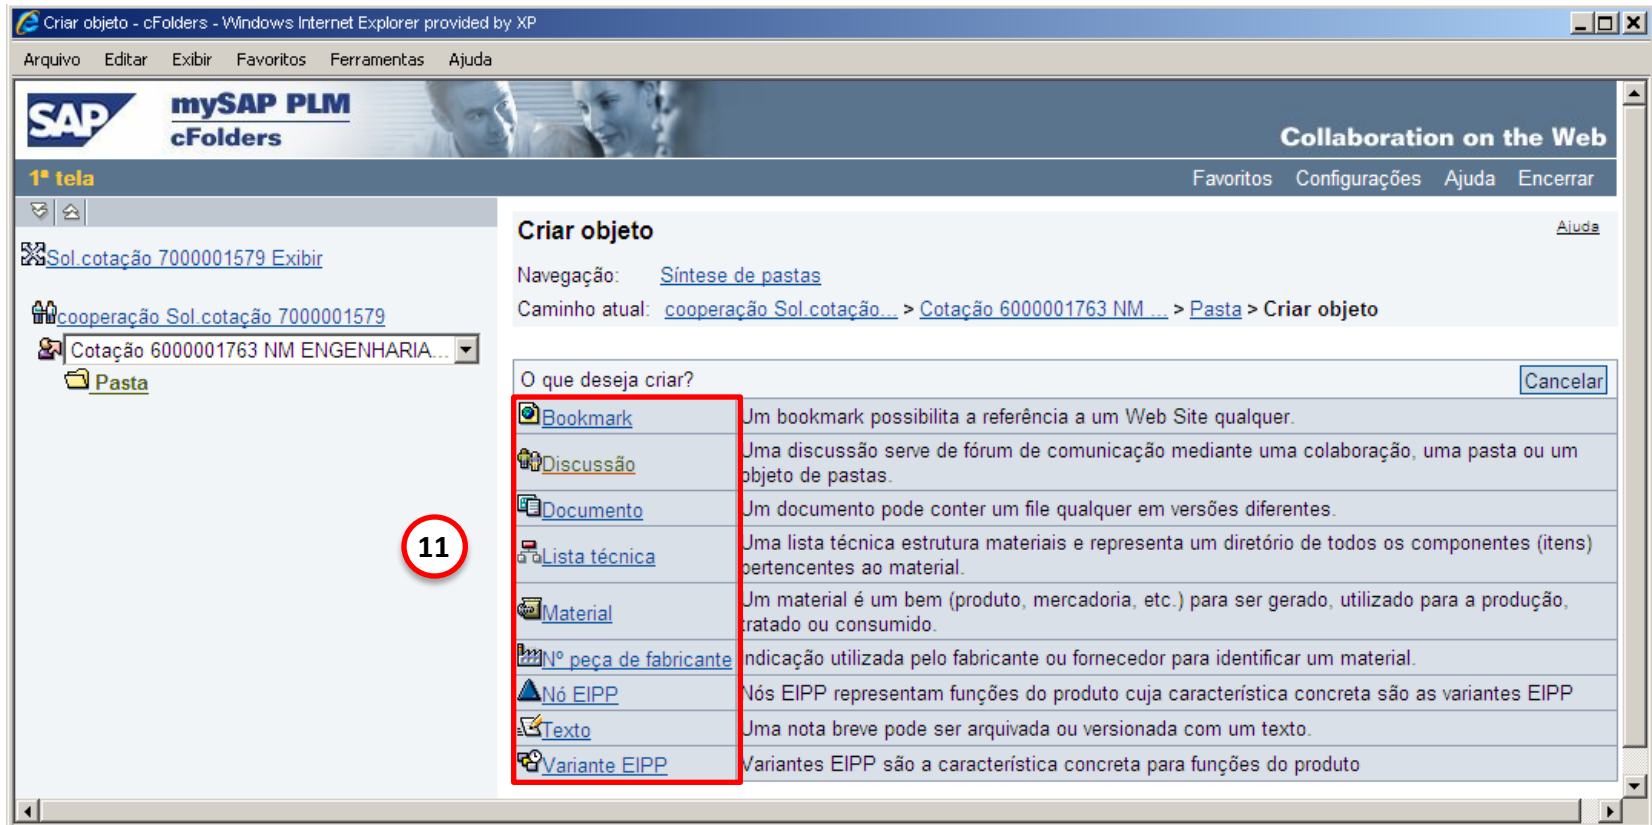 Criar objeto - cFolders - Windows Internet Explorer provided by XP
Arquivo Editar Exibir Favoritos Ferramentas Ajuda
SAP mySAP PLM
cFolders
Collaboration on the Web
1ª tela
Favoritos Configurações Ajuda Encerrar
Sol.cotação 7000001579 Exibir
cooperação Sol.cotação 7000001579
Cotação 6000001763 NM ENGENHARIA...
Pasta
Criar objeto
Ajuda
Navegação: Síntese de pastas
Caminho atual: cooperação Sol.cotação... > Cotação 6000001763 NM ... > Pasta > Criar objeto
O que deseja criar?
Cancelar
Bookmark Um bookmark possibilita a referência a um Web Site qualquer.
Discussão Uma discussão serve de fórum de comunicação mediante uma colaboração, uma pasta ou um
objeto de pastas.
Documento Um documento pode conter um file qualquer em versões diferentes.
11
Lista técnica Uma lista técnica estrutura materiais e representa um diretório de todos os componentes (itens)
pertencentes ao material.
Material Um material é um bem (produto, mercadoria, etc.) para ser gerado, utilizado para a produção,
tratado ou consumido.
Nº peça de fabricante Indicação utilizada pelo fabricante ou fornecedor para identificar um material.
Nó EIPP Nós EIPP representam funções do produto cuja característica concreta são as variantes EIPP
Texto Uma nota breve pode ser arquivada ou versionada com um texto.
Variante EIPP Variantes EIPP são a característica concreta para funções do produto